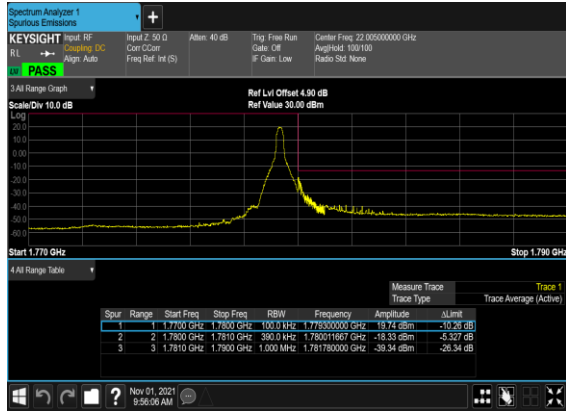 Spectrum Analyzer 1
Spurious Emissions
KEYSIGHT Input: RF Input Z: 50 Ω Atten: 40 dB Trig: Free Run Center Freq: 22.005000000 GHz
RL Coupling: DC Corr CCorr Gate: Off Avg|Hold: 100/100
Align: Auto Freq Ref: Int (S) IF Gain: Low Radio Std: None
PASS
3 All Range Graph
Ref Lvl Offset 4.90 dB
Scale/Div 10.0 dB Ref Value 30.00 dBm
Log
20.0
10.0
0.00
-10.0
-20.0
-30.0
-40.0
-50.0
-60.0
Start 1.770 GHz Stop 1.790 GHz
4 All Range Table
Measure Trace Trace 1
Trace Type Trace Average (Active)
Spur Range Start Freq Stop Freq RBW Frequency Amplitude ΔLimit
1 1 1.7700 GHz 1.7800 GHz 100.0 kHz 1.779300000 GHz 19.74 dBm -10.26 dB
2 2 1.7800 GHz 1.7810 GHz 390.0 kHz 1.780011667 GHz -18.33 dBm -5.327 dB
3 3 1.7810 GHz 1.7900 GHz 1.000 MHz 1.781780000 GHz -39.34 dBm -26.34 dB
Nov 01, 2021
9:56:06 AM